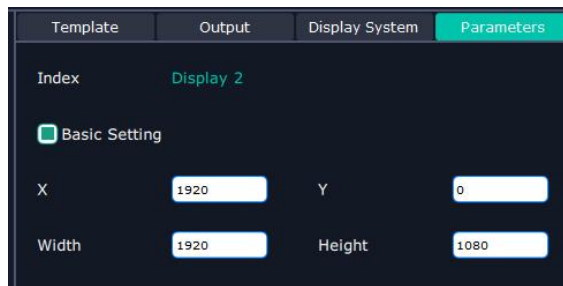 Template Output Display System Parameters
Index Display 2
Basic Setting
X 1920 Y 0
Width 1920 Height 1080